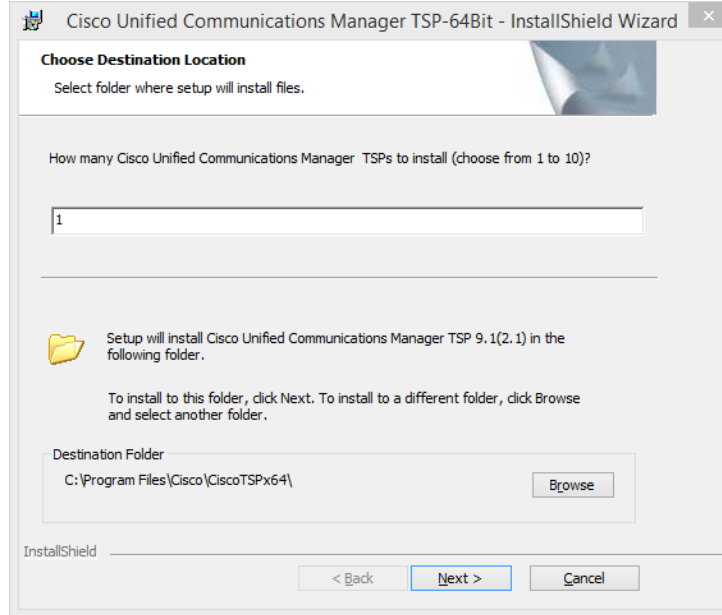 Cisco Unified Communications Manager TSP-64Bit - InstallShield Wizard
Choose Destination Location
Select folder where setup will install files.
How many Cisco Unified Communications Manager TSPs to install (choose from 1 to 10)?
1
Setup will install Cisco Unified Communications Manager TSP 9.1(2.1) in the
following folder.
To install to this folder, click Next. To install to a different folder, click Browse
and select another folder.
Destination Folder
C:\Program Files\Cisco\CiscoTSPx64\
Browse
InstallShield
< Back
Next >
Cancel